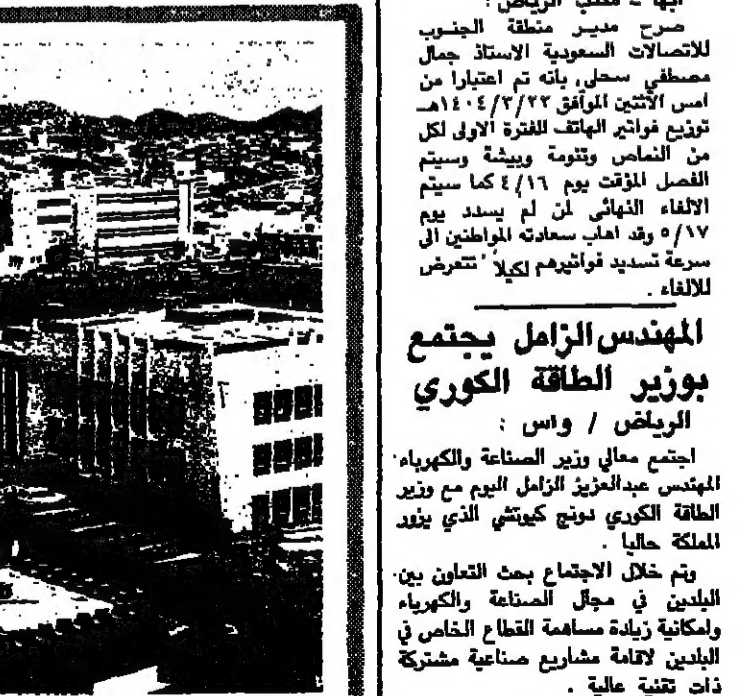 ابها ـ مكتب الرياض :
صرح مدير منطقة الجنوب
للاتصالات السعودية الاستاذ جمال
مصطفي سحلى، بانه تم اعتبارا من
امس الأثنين الموافق ١٤٠٤/٣/٢٢هـ
توزيع فواتير الهاتف للفترة الاولى لكل
من النماص وتنومة وبيشة وسيتم
الفصل المؤقت يوم ٤/١٦ كما سيتم
الالغاء النهائى لمن لم يسدد يوم
٥/١٧ وقد اهاب سعادته المواطنين الى
سرعة تسديد فواتيرهم لكيلا تتعرض
للالغاء .
المهندس الزامل يجتمع
بوزير الطاقة الكوري
الرياض / واس :
اجتمع معالي وزير الصناعة والكهرباء
المهندس عبدالعزيز الزامل اليوم مع وزير
الطاقة الكوري دونج كيوتشي الذي يزور
المملكة حاليا .
وتم خلال الاجتماع بحث التعاون بين
البلدين في مجال الصناعة والكهرباء
وامكانية زيادة مساهمة القطاع الخاص في
البلدين لاقامة مشاريع صناعية مشتركة
ذات تقنية عالية .